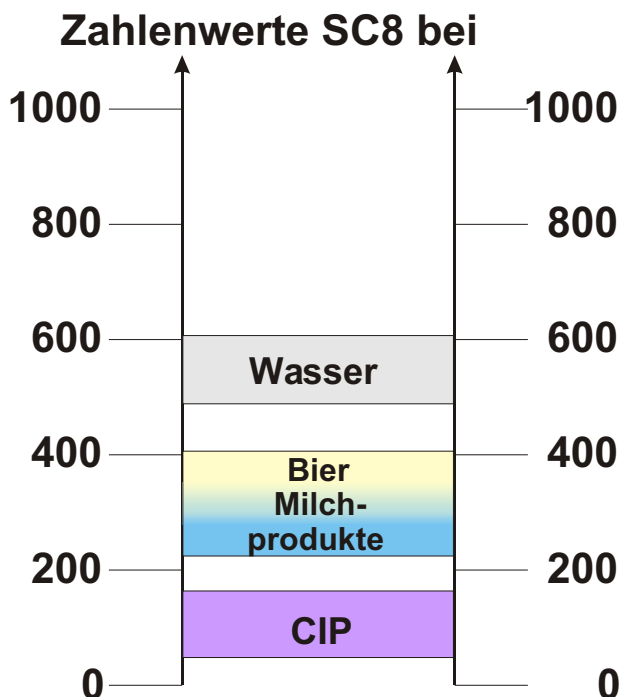 Zahlenwerte SC8 bei
1000 1000
800 800
600 600
Wasser
400 400
Bier
Milch-
produkte
200 200
CIP
0 0